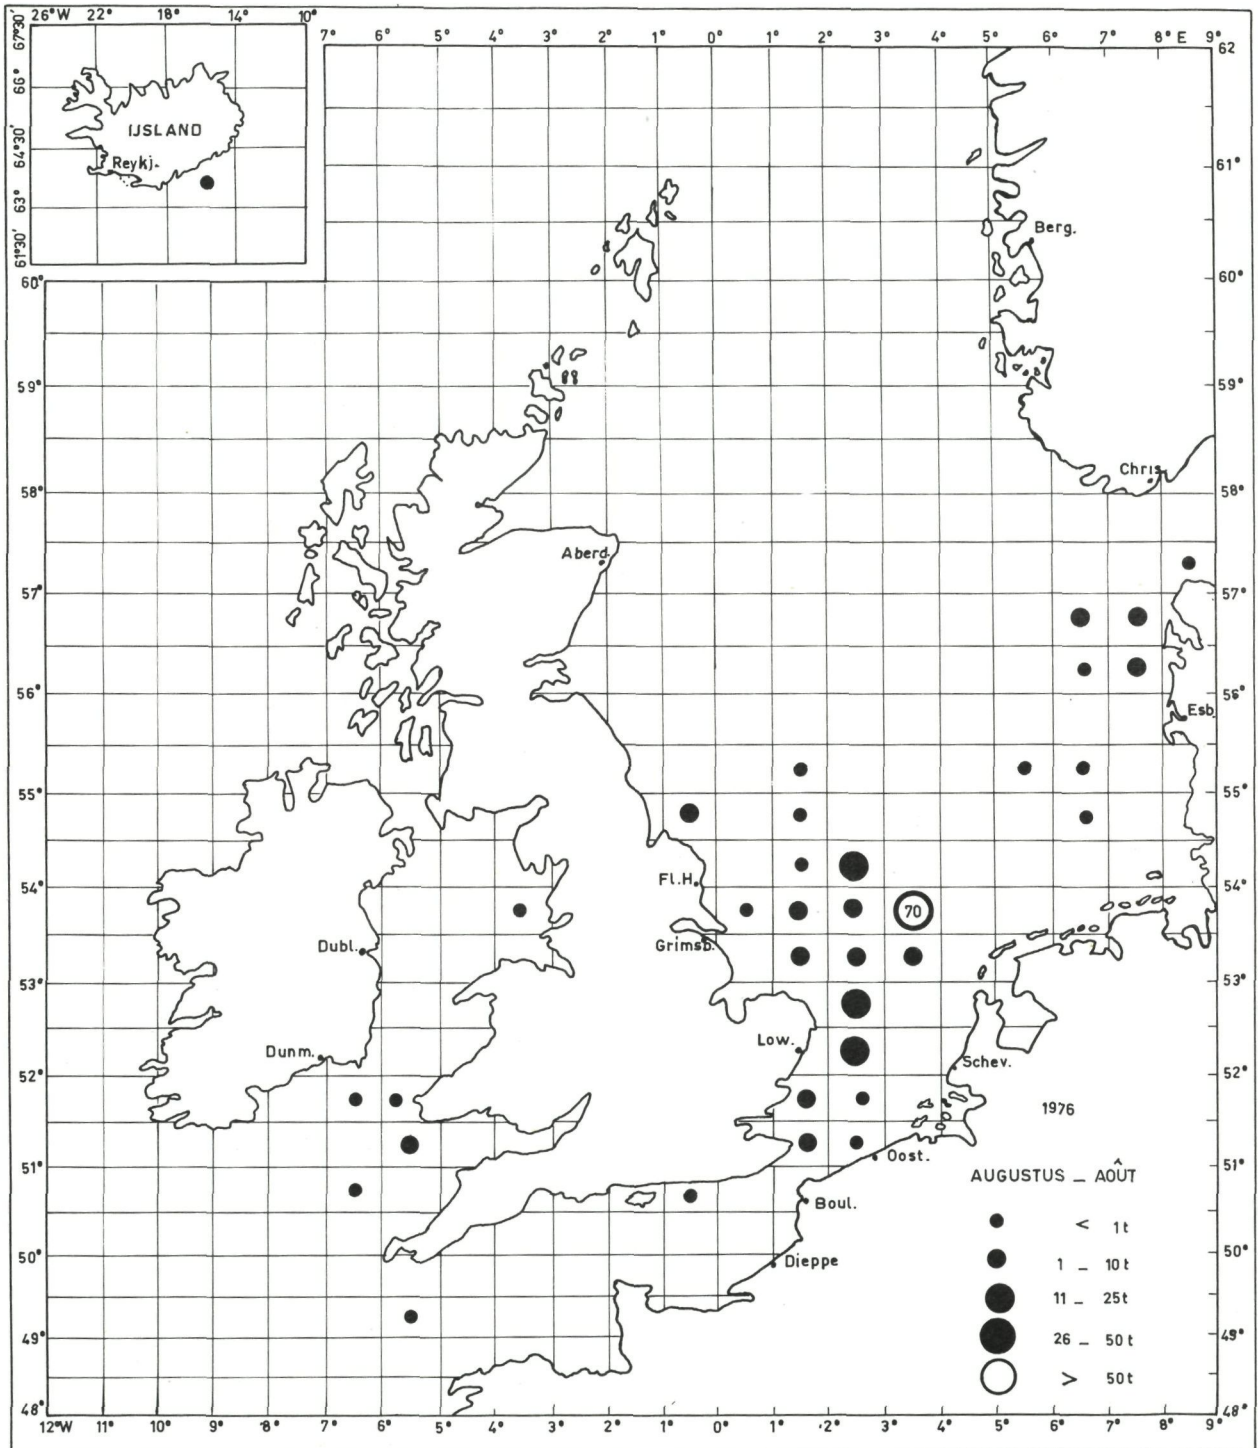 26°W 22° 18° 14° 10°
67°30' 66° 64°30' 63° 61°30'
IJSLAND
Reykj.
7° 6° 5° 4° 3° 2° 1° 0° 1° 2° 3° 4° 5° 6° 7° 8° E 9°
62
61°
61°
Berg.
60°
60°
59°
59°
Chris.
58°
58°
Aberd.
57°
57°
56°
56°
Esb.
55°
55°
Fl.H.
54°
54°
70
Grimsb.
Dubl.
53°
53°
Low.
Dunm.
Schev.
52°
52°
1976
Oost.
51°
51°
AUGUSTUS _ AOÛT
Boul.
< 1t
50°
50°
Dieppe
1 _ 10t
11 _ 25t
49°
49°
26 _ 50t
> 50t
48°
48°
12°W 11° 10° 9° 8° 7° 6° 5° 4° 3° 2° 1° 0° 1° 2° 3° 4° 5° 6° 7° 8° 9°